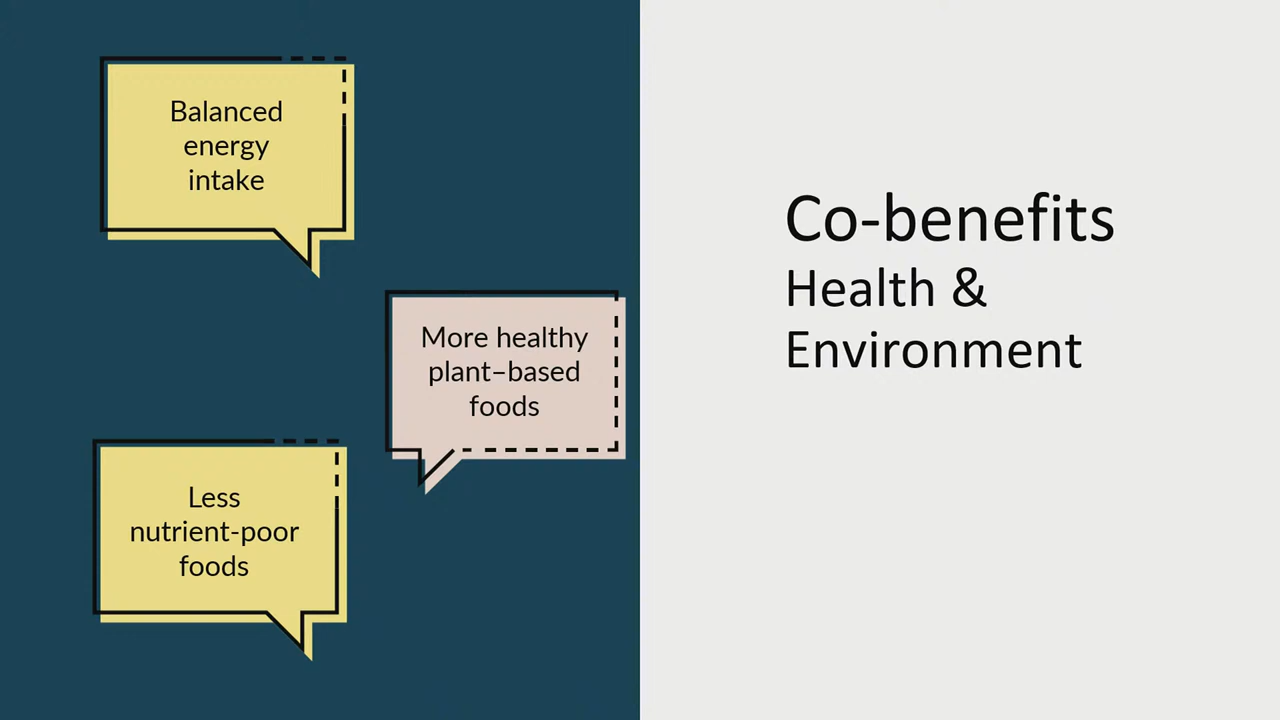 Balanced
energy
intake
More healthy
plant–based
foods
Less
nutrient-poor
foods
Co-benefits
Health &
Environment